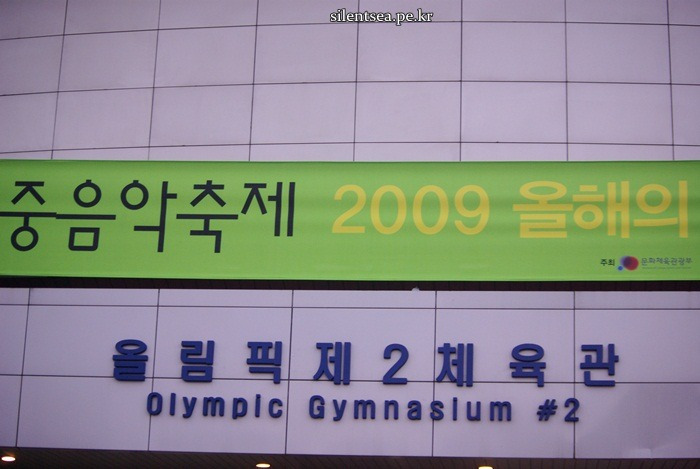 silentsea.pe.kr
중음악축제 2009 올해의
주최 문화체육관광부
올림픽제2체육관
Olympic Gymnasium #2